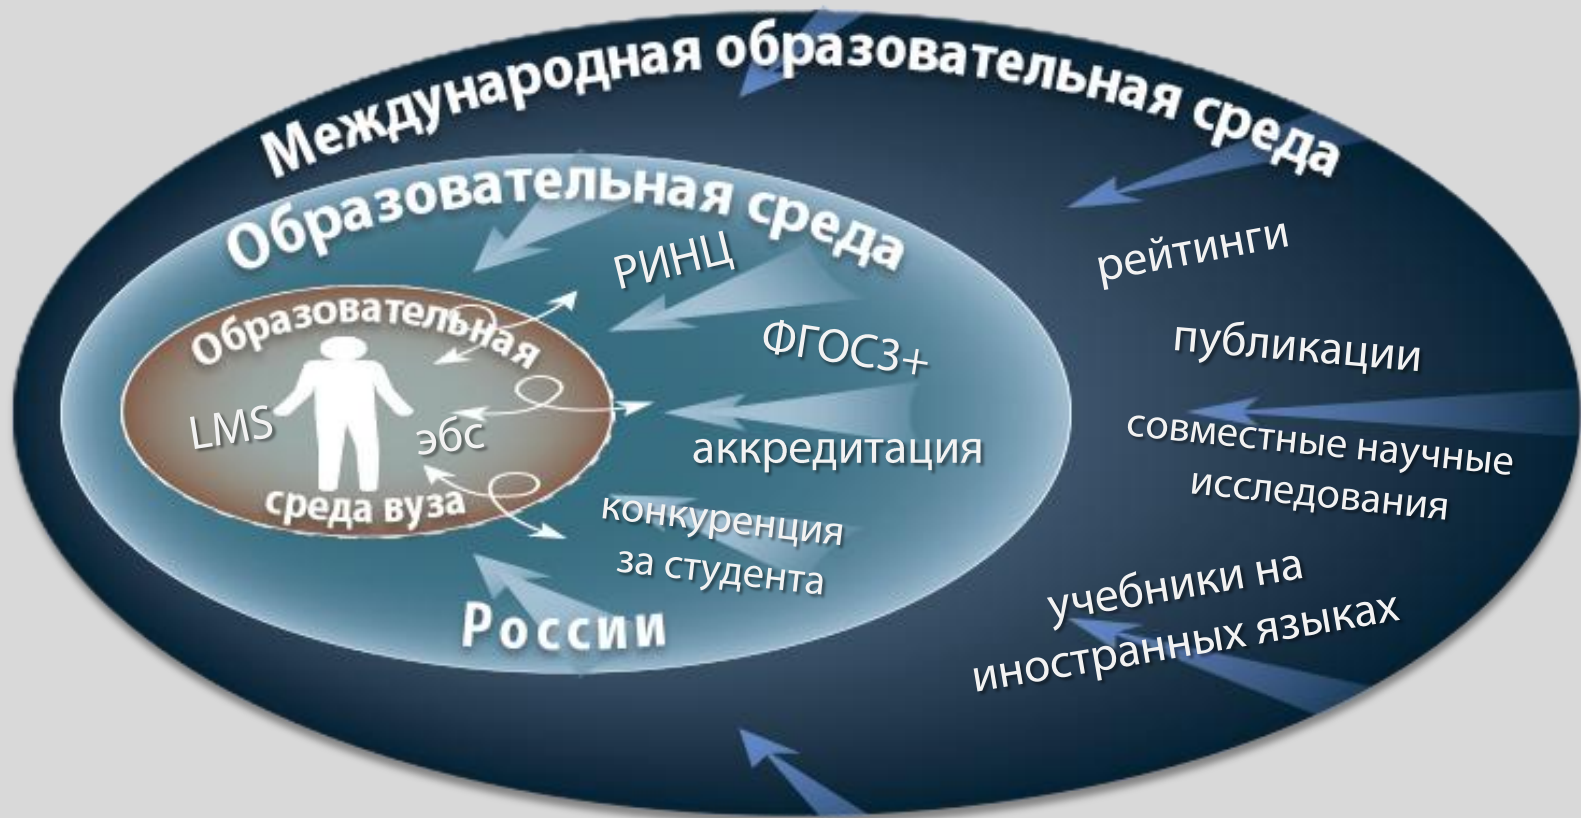 Международная образовательная среда
Образовательная среда
России
РИНЦ
ФГОС3+
аккредитация
конкуренция
за студента
Образовательная
среда вуза
LMS
эбс
рейтинги
публикации
совместные научные
исследования
учебники на
иностранных языках